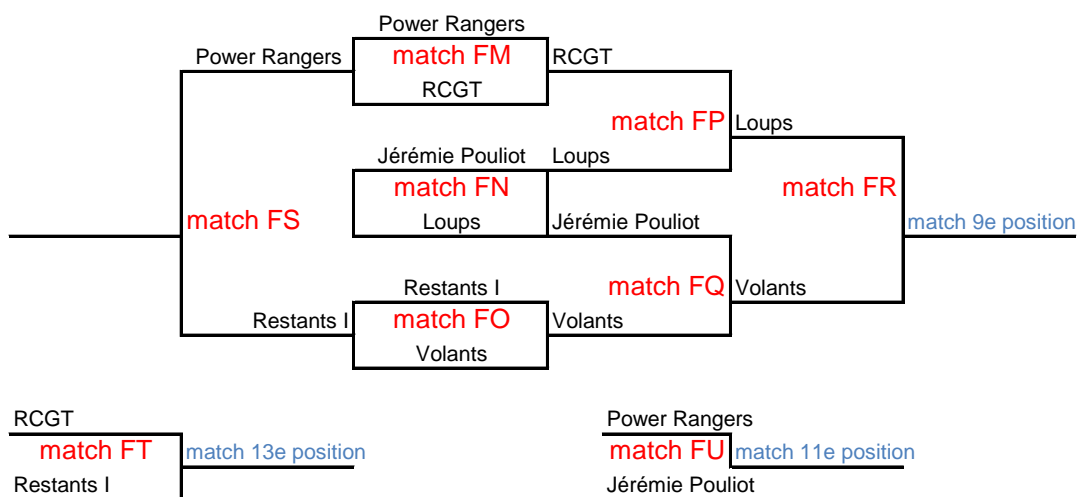 Power Rangers
Power Rangers match FM RCGT
RCGT
match FP Loups
Jérémie Pouliot Loups
match FN match FR
match FS Loups Jérémie Pouliot match 9e position
Restants I match FQ Volants
Restants I match FO Volants
Volants
RCGT Power Rangers
match FT match 13e position match FU match 11e position
Restants I Jérémie Pouliot